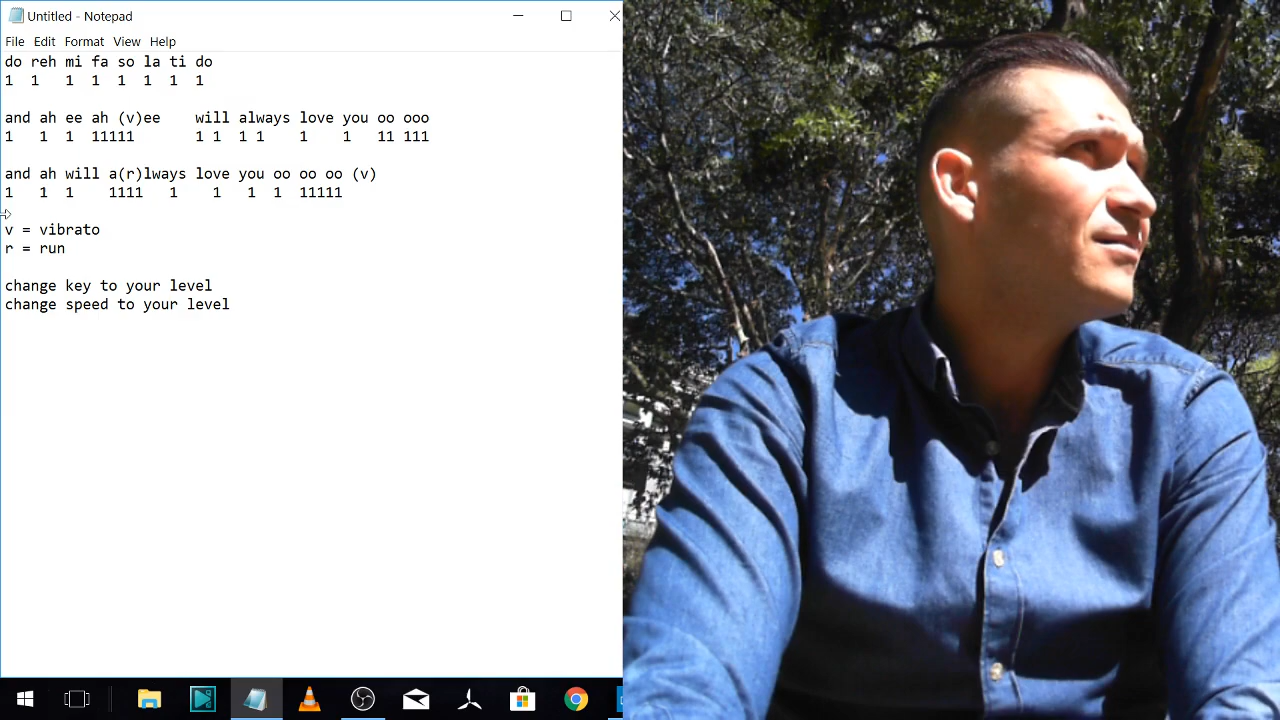 Untitled - Notepad
File Edit Format View Help
do reh mi fa so la ti do
1  1   1  1  1  1  1  1
and ah ee ah (v)ee    will always love you oo ooo
1   1  1  11111       1 1  1 1    1    1   11 111
and ah will a(r)lways love you oo oo oo (v)
1   1  1    1111   1    1   1  1  11111
v = vibrato
r = run
change key to your level
change speed to your level